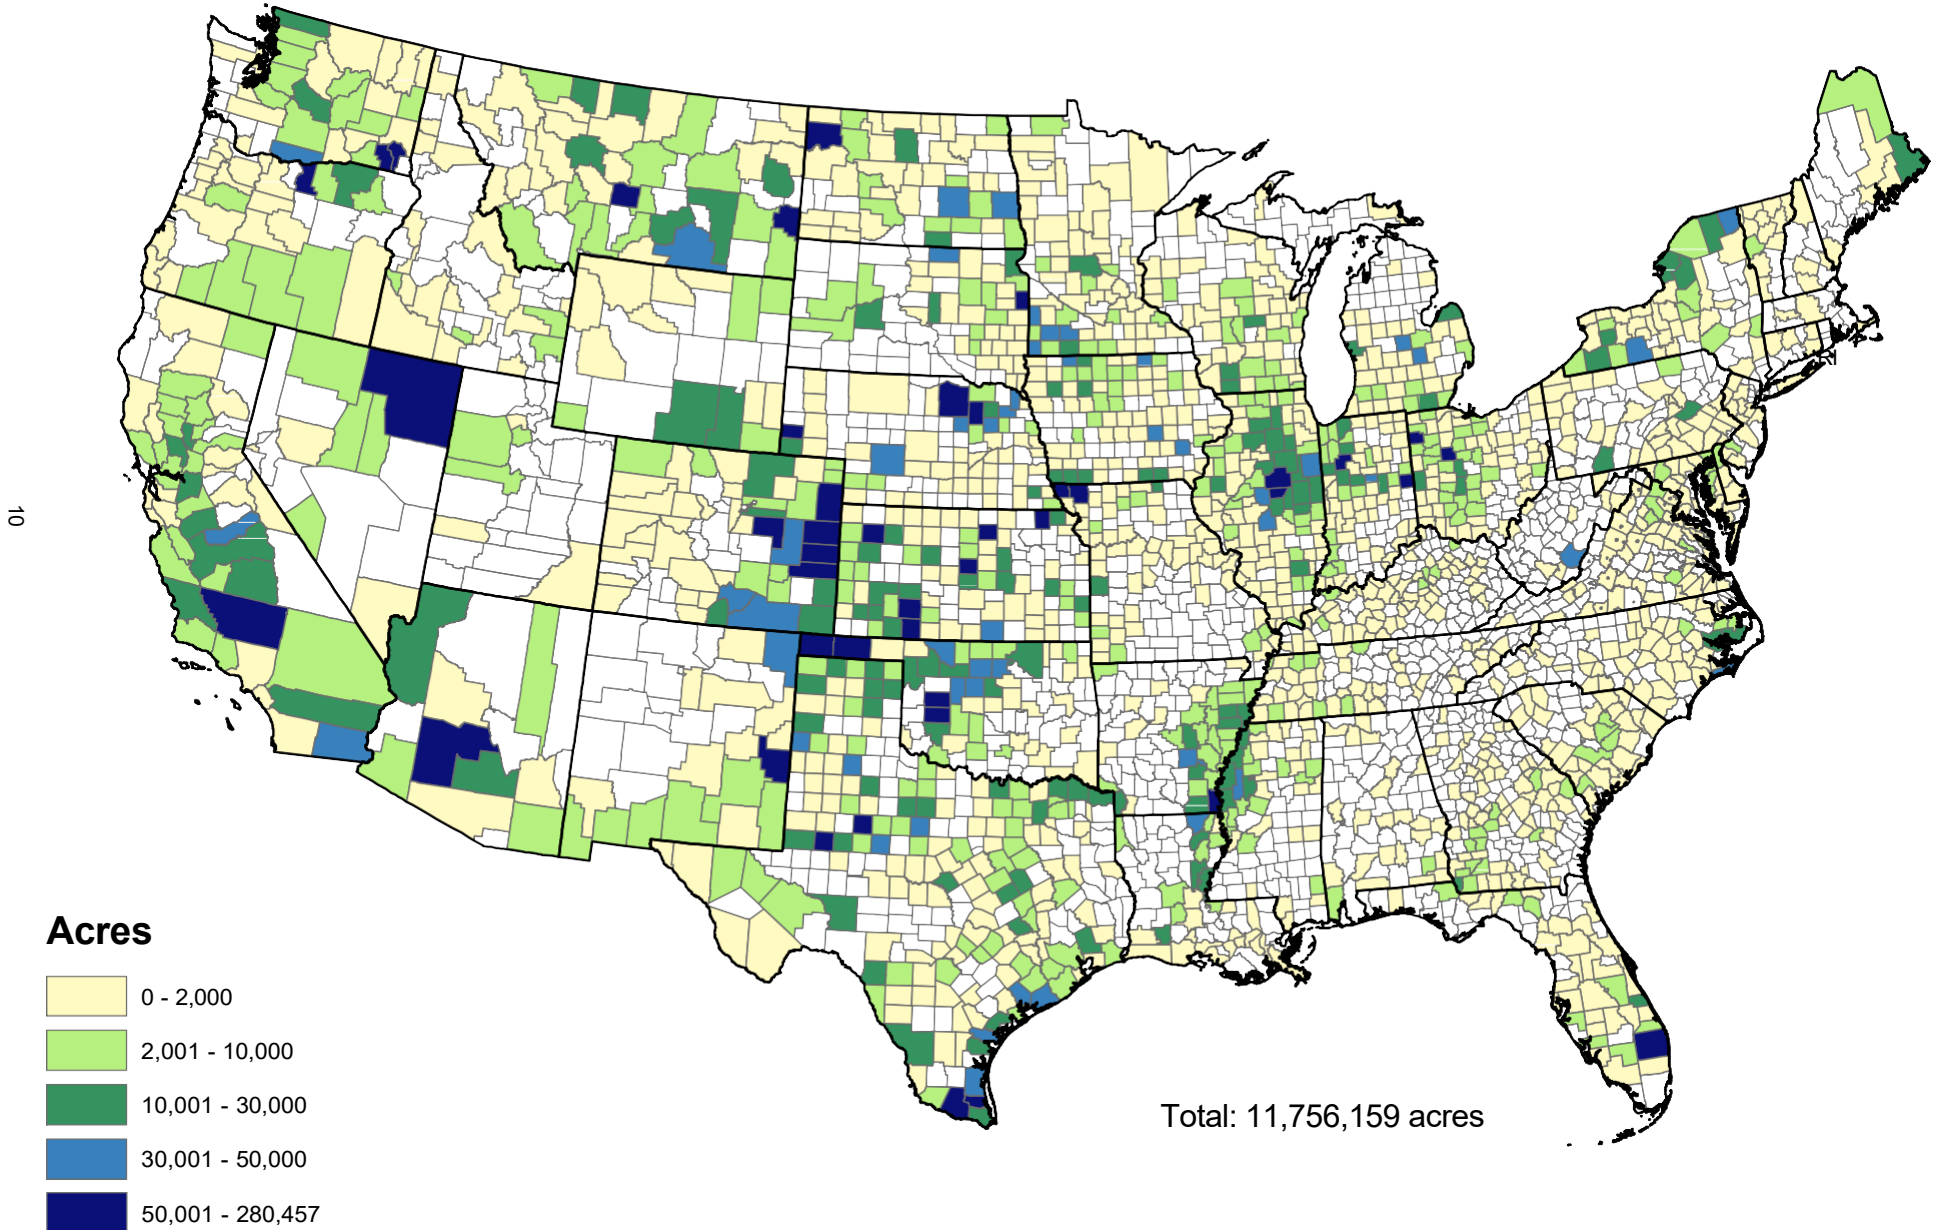 10
Acres
0 - 2,000
2,001 - 10,000
10,001 - 30,000
30,001 - 50,000
50,001 - 280,457
Total: 11,756,159 acres